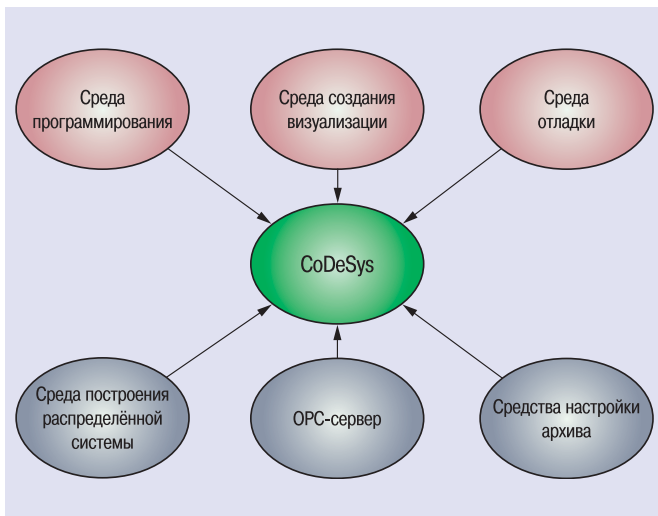 Среда
программирования
Среда создания
визуализации
Среда
отладки
CoDeSys
Среда построения
распределённой
системы
OPC-сервер
Средства настройки
архива